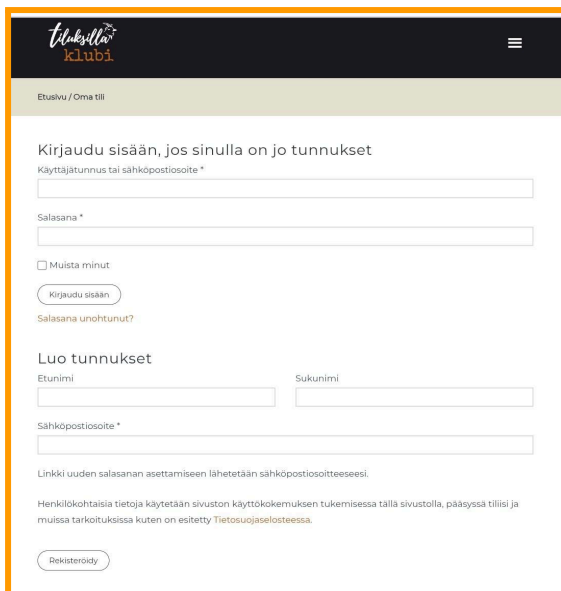 tiluksilla
klubi
Etusivu / Oma tili
Kirjaudu sisään, jos sinulla on jo tunnukset
Käyttäjätunnus tai sähköpostiosoite *
Salasana *
Muista minut
Kirjaudu sisään
Salasana unohtunut?
Luo tunnukset
Etunimi
Sukunimi
Sähköpostiosoite *
Linkki uuden salasanan asettamiseen lähetetään sähköpostiosoitteeseesi.
Henkilökohtaisia tietoja käytetään sivuston käyttökokemuksen tukemisessa tällä sivustolla, pääsyssä tiliisi ja
muissa tarkoituksissa kuten on esitetty Tietosuojaselosteessa.
Rekisteröidy